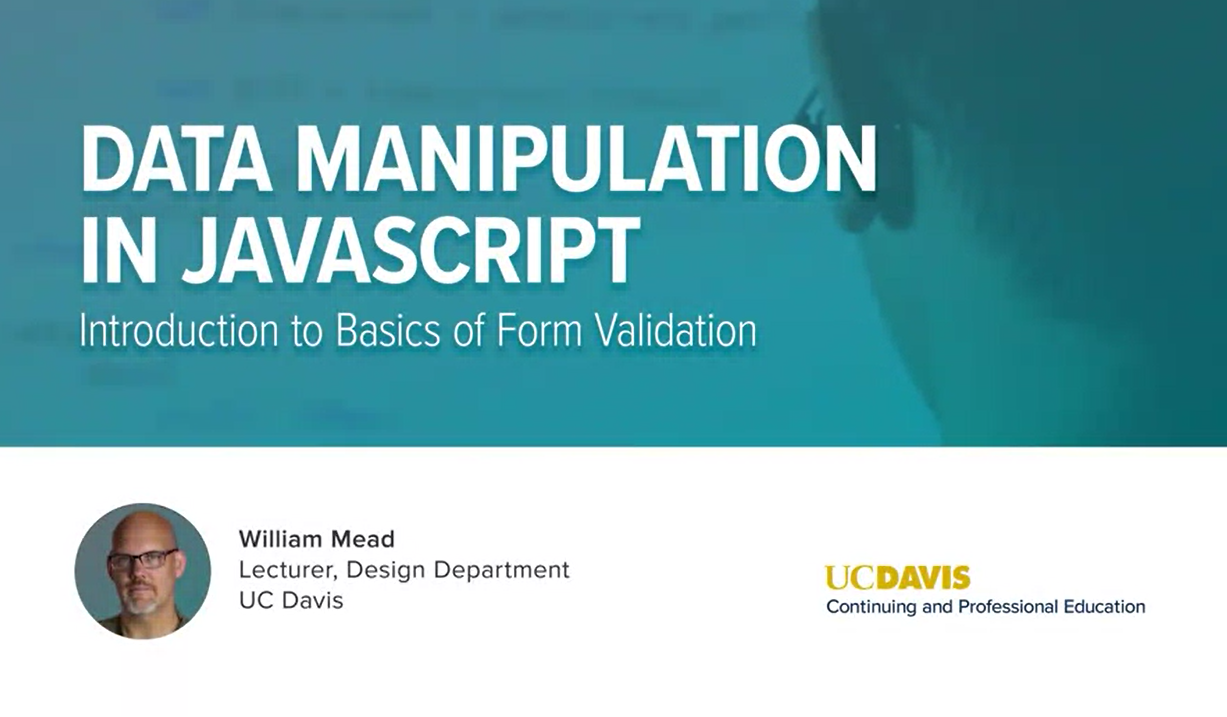 DATA MANIPULATION
IN JAVASCRIPT
Introduction to Basics of Form Validation
William Mead
Lecturer, Design Department
UC Davis
UCDAVIS
Continuing and Professional Education